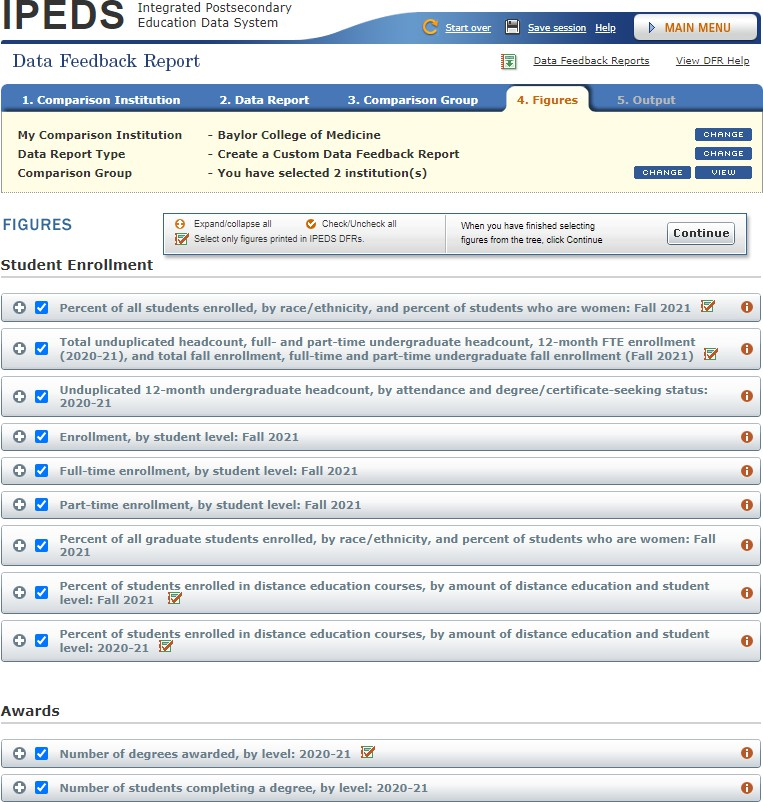 IPEDS
Integrated Postsecondary
Education Data System
Start over
Save session
Help
MAIN MENU
Data Feedback Report
Data Feedback Reports
View DFR Help
1. Comparison Institution
2. Data Report
3. Comparison Group
4. Figures
5. Output
My Comparison Institution - Baylor College of Medicine CHANGE
Data Report Type - Create a Custom Data Feedback Report CHANGE
Comparison Group - You have selected 2 institution(s) CHANGE VIEW
FIGURES
Expand/collapse all
Check/Uncheck all
Select only figures printed in IPEDS DFRs.
When you have finished selecting
figures from the tree, click Continue
Continue
Student Enrollment
Percent of all students enrolled, by race/ethnicity, and percent of students who are women: Fall 2021
Total unduplicated headcount, full- and part-time undergraduate headcount, 12-month FTE enrollment
(2020-21), and total fall enrollment, full-time and part-time undergraduate fall enrollment (Fall 2021)
Unduplicated 12-month undergraduate headcount, by attendance and degree/certificate-seeking status:
2020-21
Enrollment, by student level: Fall 2021
Full-time enrollment, by student level: Fall 2021
Part-time enrollment, by student level: Fall 2021
Percent of all graduate students enrolled, by race/ethnicity, and percent of students who are women: Fall
2021
Percent of students enrolled in distance education courses, by amount of distance education and student
level: Fall 2021
Percent of students enrolled in distance education courses, by amount of distance education and student
level: 2020-21
Awards
Number of degrees awarded, by level: 2020-21
Number of students completing a degree, by level: 2020-21